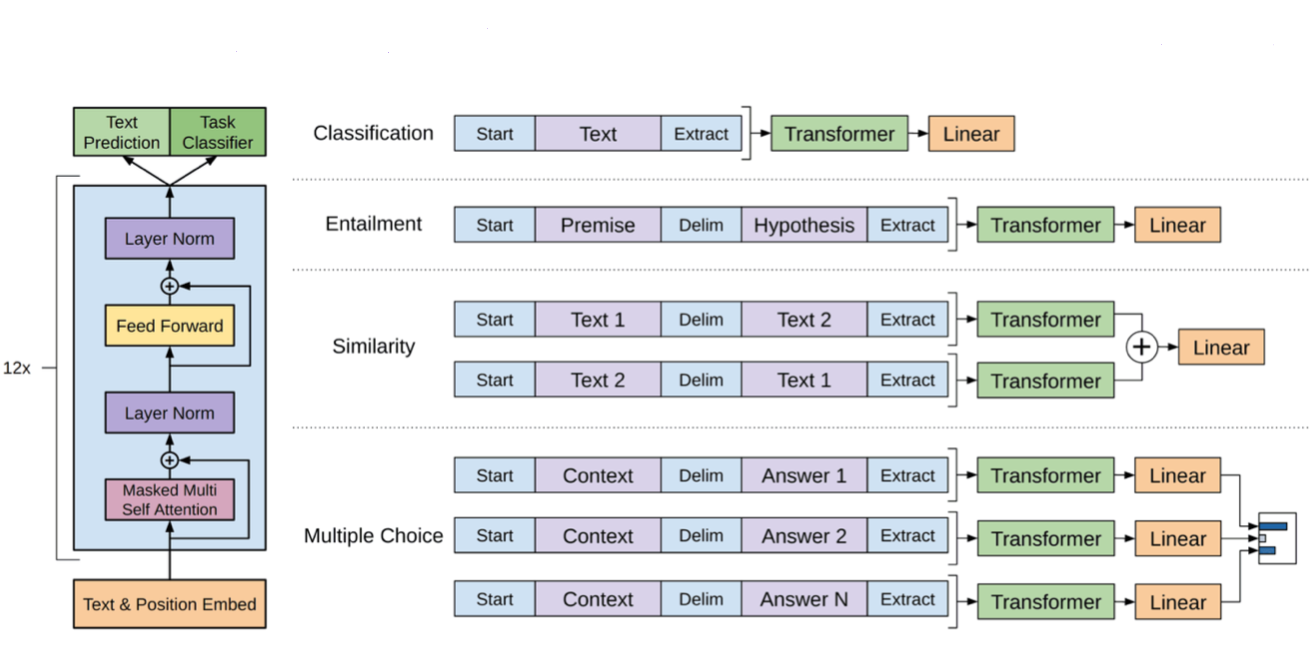 Text
Prediction
Task
Classifier
Layer Norm
Feed Forward
12x
Layer Norm
Masked Multi
Self Attention
Text & Position Embed
Classification
Start Text Extract Transformer Linear
Entailment
Start Premise Delim Hypothesis Extract Transformer Linear
Similarity
Start Text 1 Delim Text 2 Extract Transformer
Start Text 2 Delim Text 1 Extract Transformer
Linear
Multiple Choice
Start Context Delim Answer 1 Extract Transformer Linear
Start Context Delim Answer 2 Extract Transformer Linear
Start Context Delim Answer N Extract Transformer Linear